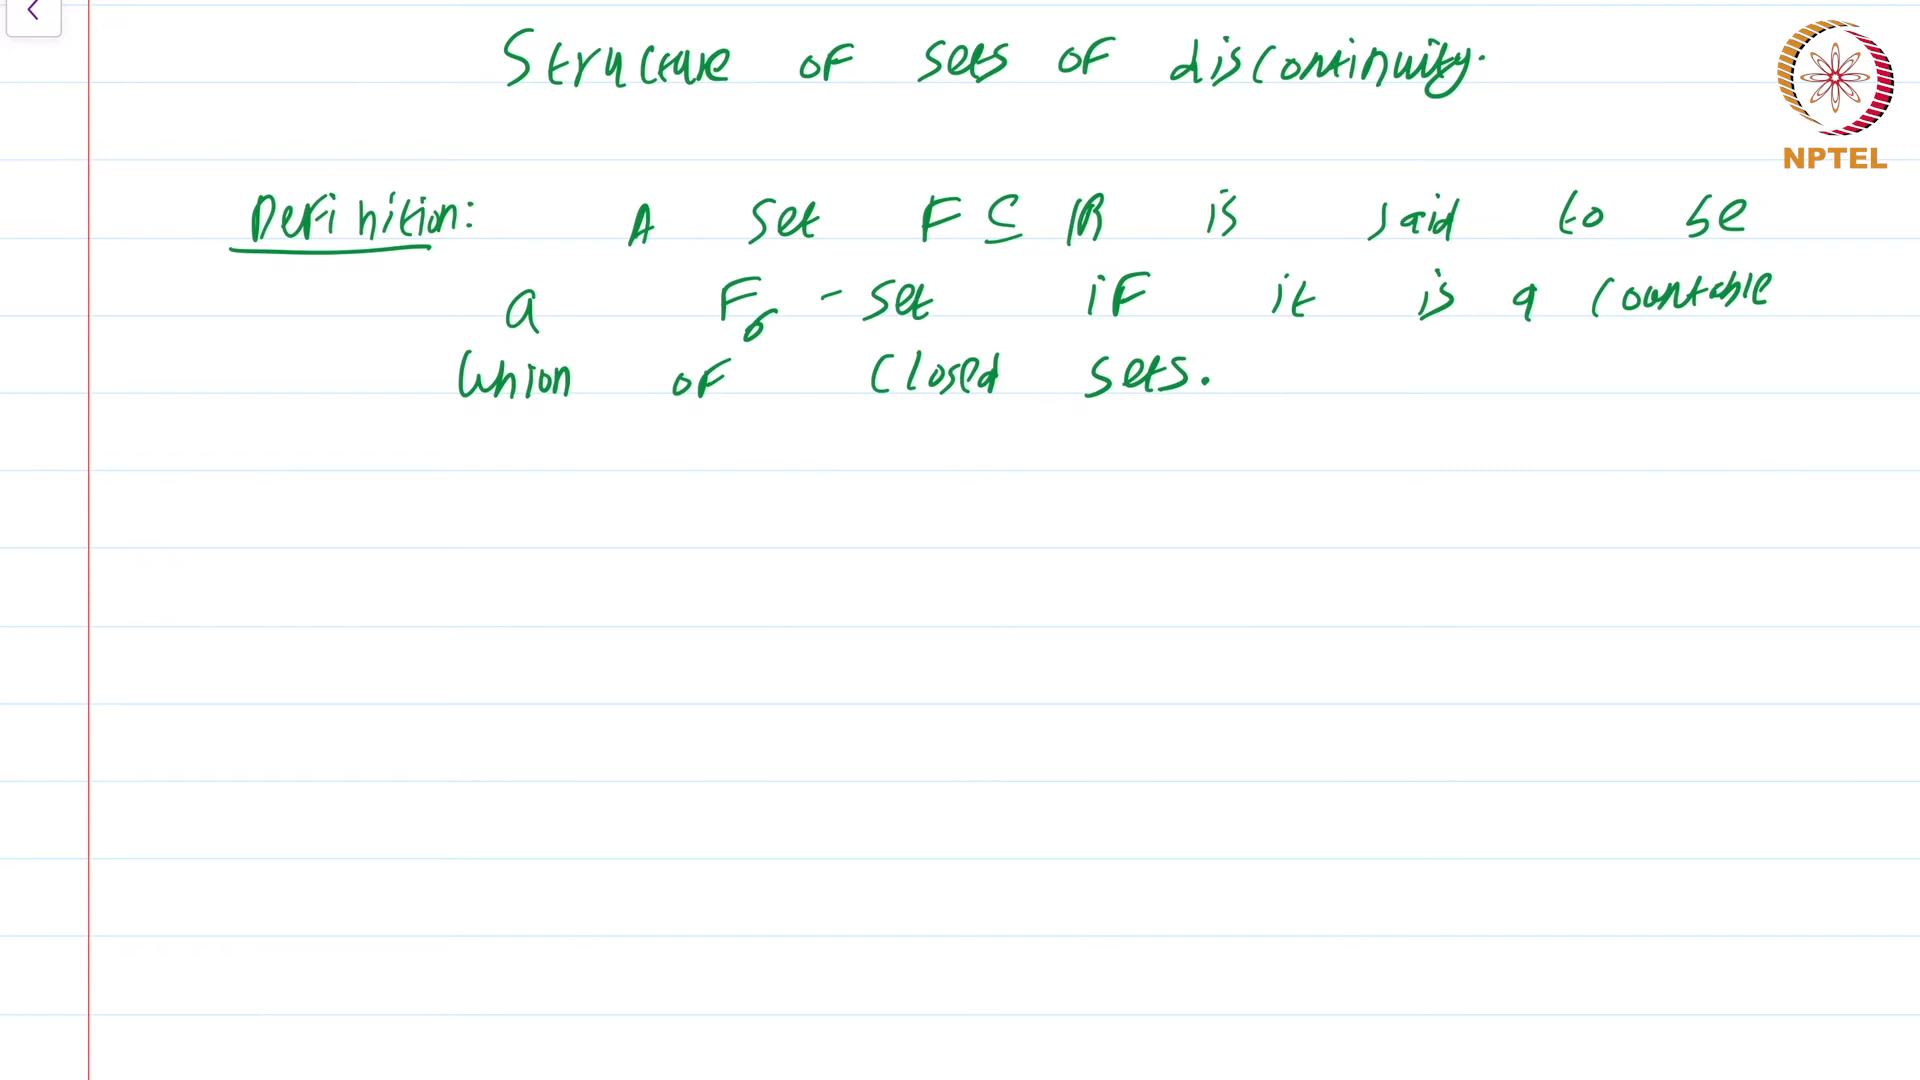 Structure of sets of discontinuity.
NPTEL
Definition: A set F ⊆ ℝ is said to be
a F_σ - set if it is a countable
Union of closed sets.